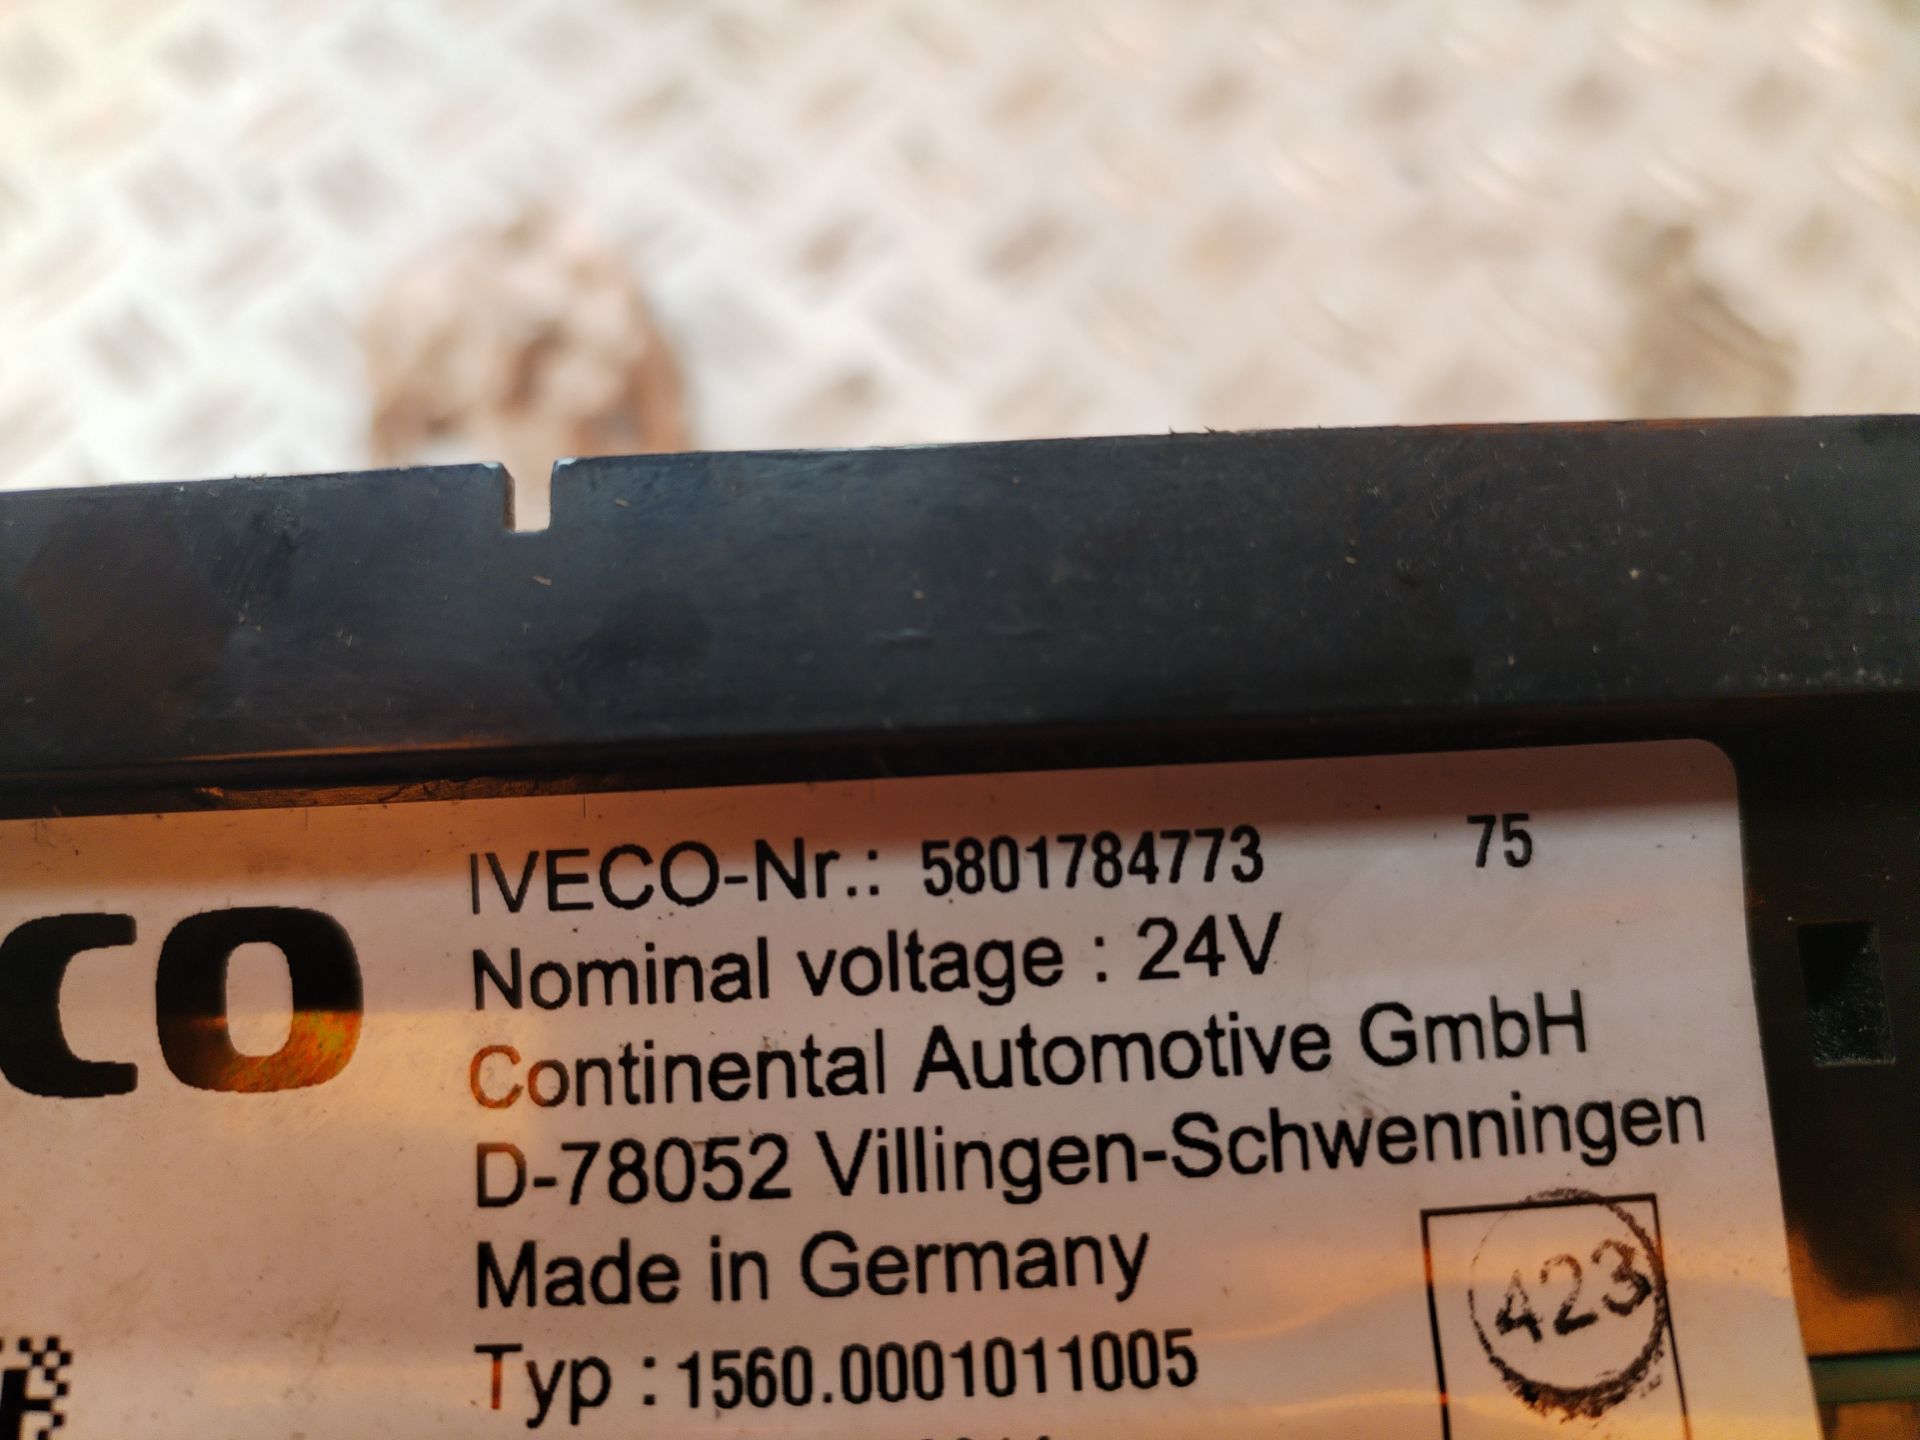 IVECO-Nr.: 5801784773 75
CO
Nominal voltage : 24V
Continental Automotive GmbH
D-78052 Villingen-Schwenningen
Made in Germany
423
Typ : 1560.0001011005